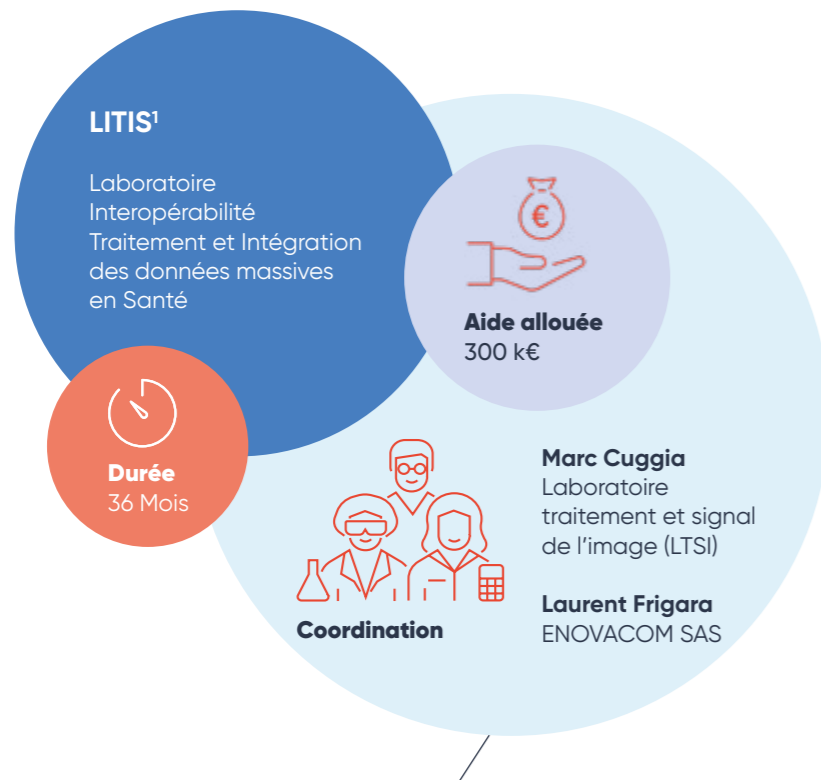 LITIS¹
Laboratoire
Interopérabilité
Traitement et Intégration
des données massives
en Santé
€
Aide allouée
300 k€
Durée
36 Mois
Coordination
Marc Cuggia
Laboratoire
traitement et signal
de l’image (LTSI)
Laurent Frigara
ENOVACOM SAS